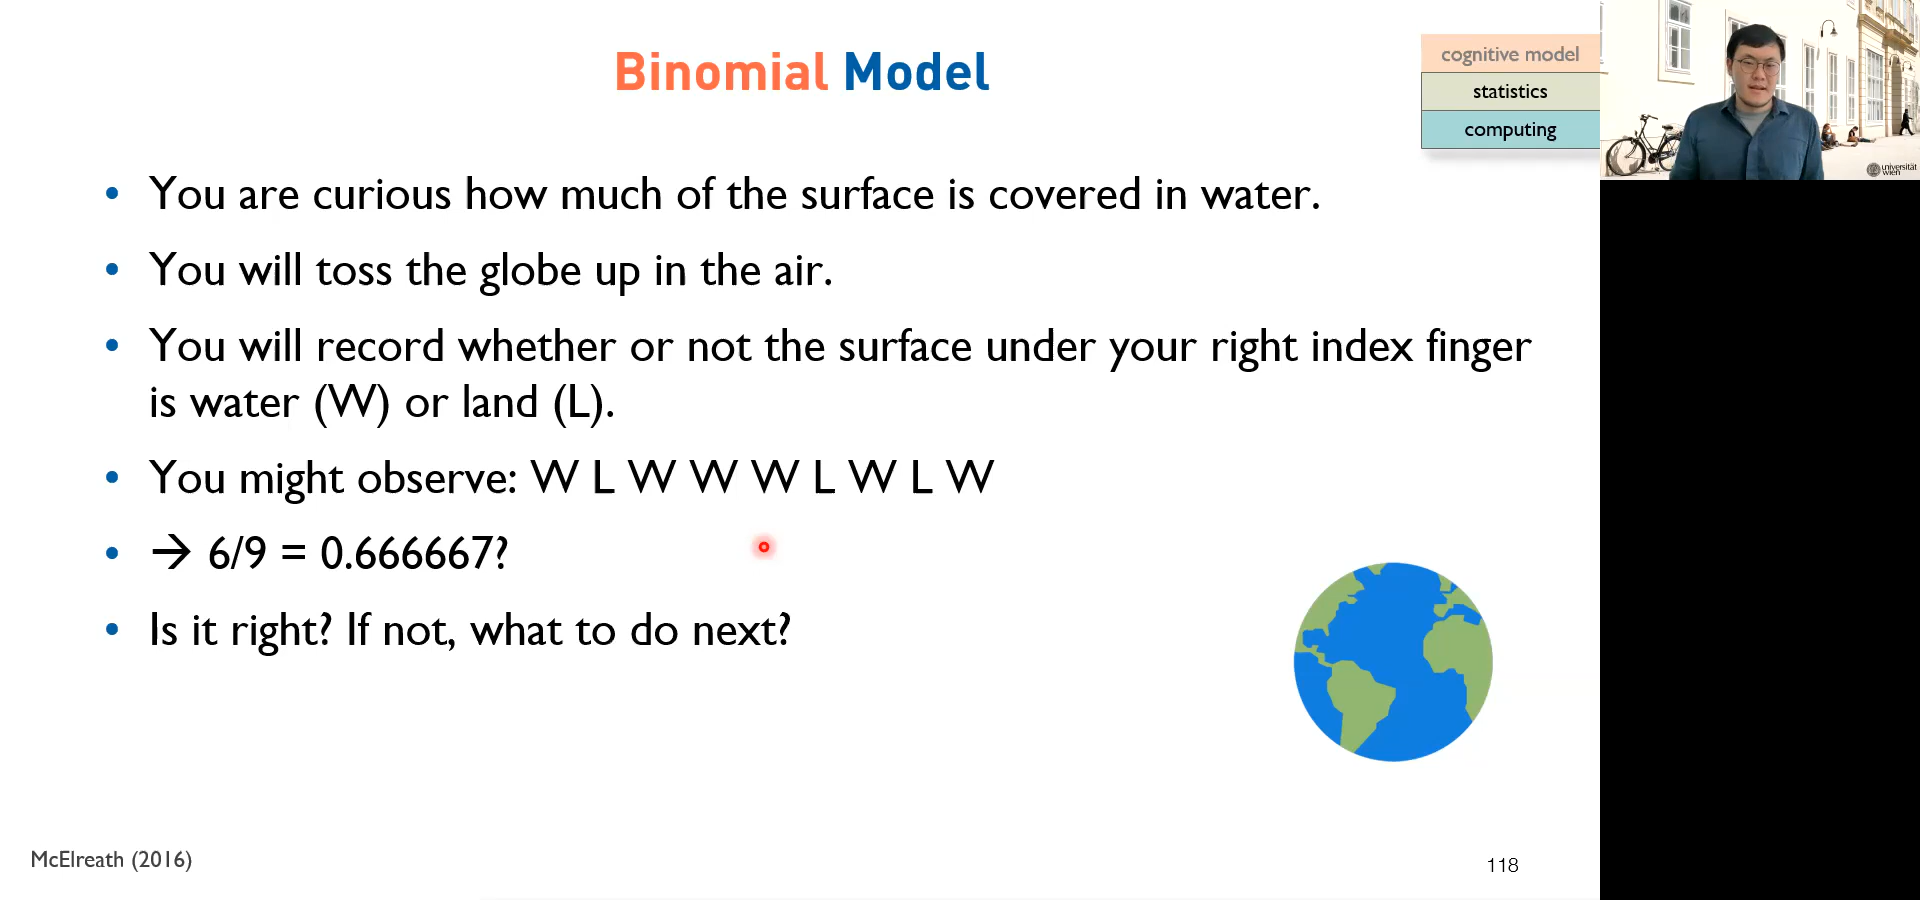 Binomial Model
cognitive model
statistics
computing
universität
wien
• You are curious how much of the surface is covered in water.
• You will toss the globe up in the air.
• You will record whether or not the surface under your right index finger
is water (W) or land (L).
• You might observe: W L W W W L W L W
• → 6/9 = 0.666667?
• Is it right? If not, what to do next?
McElreath (2016)
118